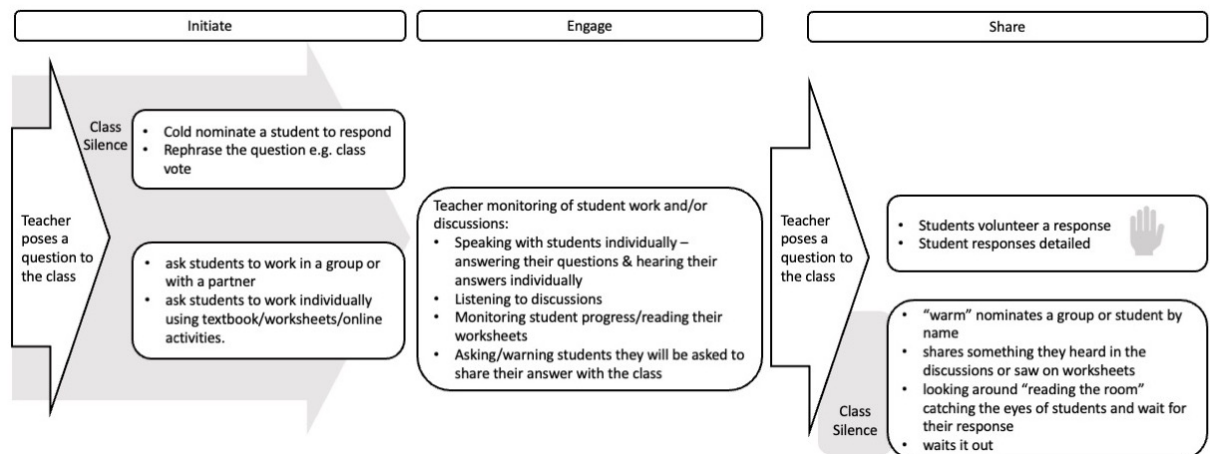 Initiate
Engage
Share
Teacher
poses a
question to
the class
Class
Silence
• Cold nominate a student to respond
• Rephrase the question e.g. class
vote
• ask students to work in a group or
with a partner
• ask students to work individually
using textbook/worksheets/online
activities.
Teacher monitoring of student work and/or
discussions:
• Speaking with students individually –
answering their questions & hearing their
answers individually
• Listening to discussions
• Monitoring student progress/reading their
worksheets
• Asking/warning students they will be asked to
share their answer with the class
Teacher
poses a
question to
the class
• Students volunteer a response
• Student responses detailed
Class
Silence
• “warm” nominates a group or student by
name
• shares something they heard in the
discussions or saw on worksheets
• looking around “reading the room”
catching the eyes of students and wait for
their response
• waits it out